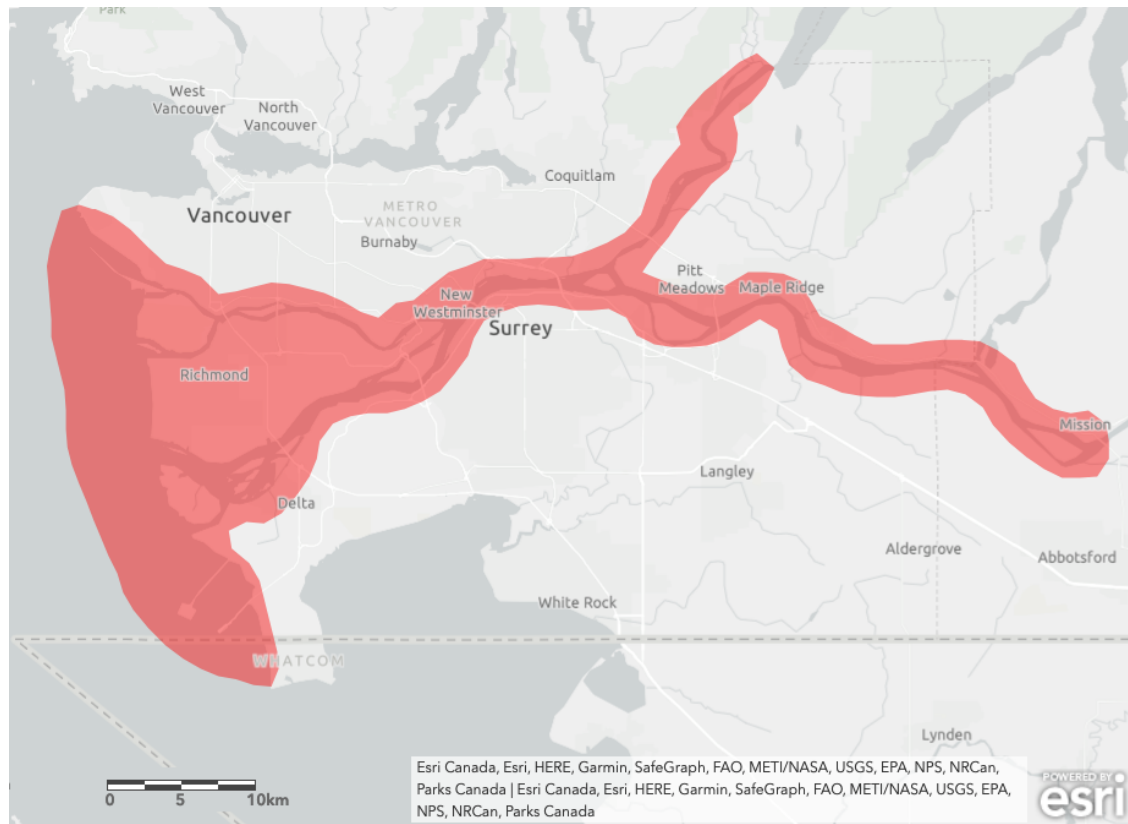 Park
West
Vancouver
North
Vancouver
Coquitlam
Vancouver
METRO
VANCOUVER
Burnaby
Pitt
Meadows
Maple Ridge
New
Westminster
Surrey
Richmond
Mission
Langley
Delta
Aldergrove
Abbotsford
White Rock
WHATCOM
Lynden
0 5 10km
Esri Canada, Esri, HERE, Garmin, SafeGraph, FAO, METI/NASA, USGS, EPA, NPS, NRCan,
Parks Canada | Esri Canada, Esri, HERE, Garmin, SafeGraph, FAO, METI/NASA, USGS, EPA,
NPS, NRCan, Parks Canada
POWERED BY
esri